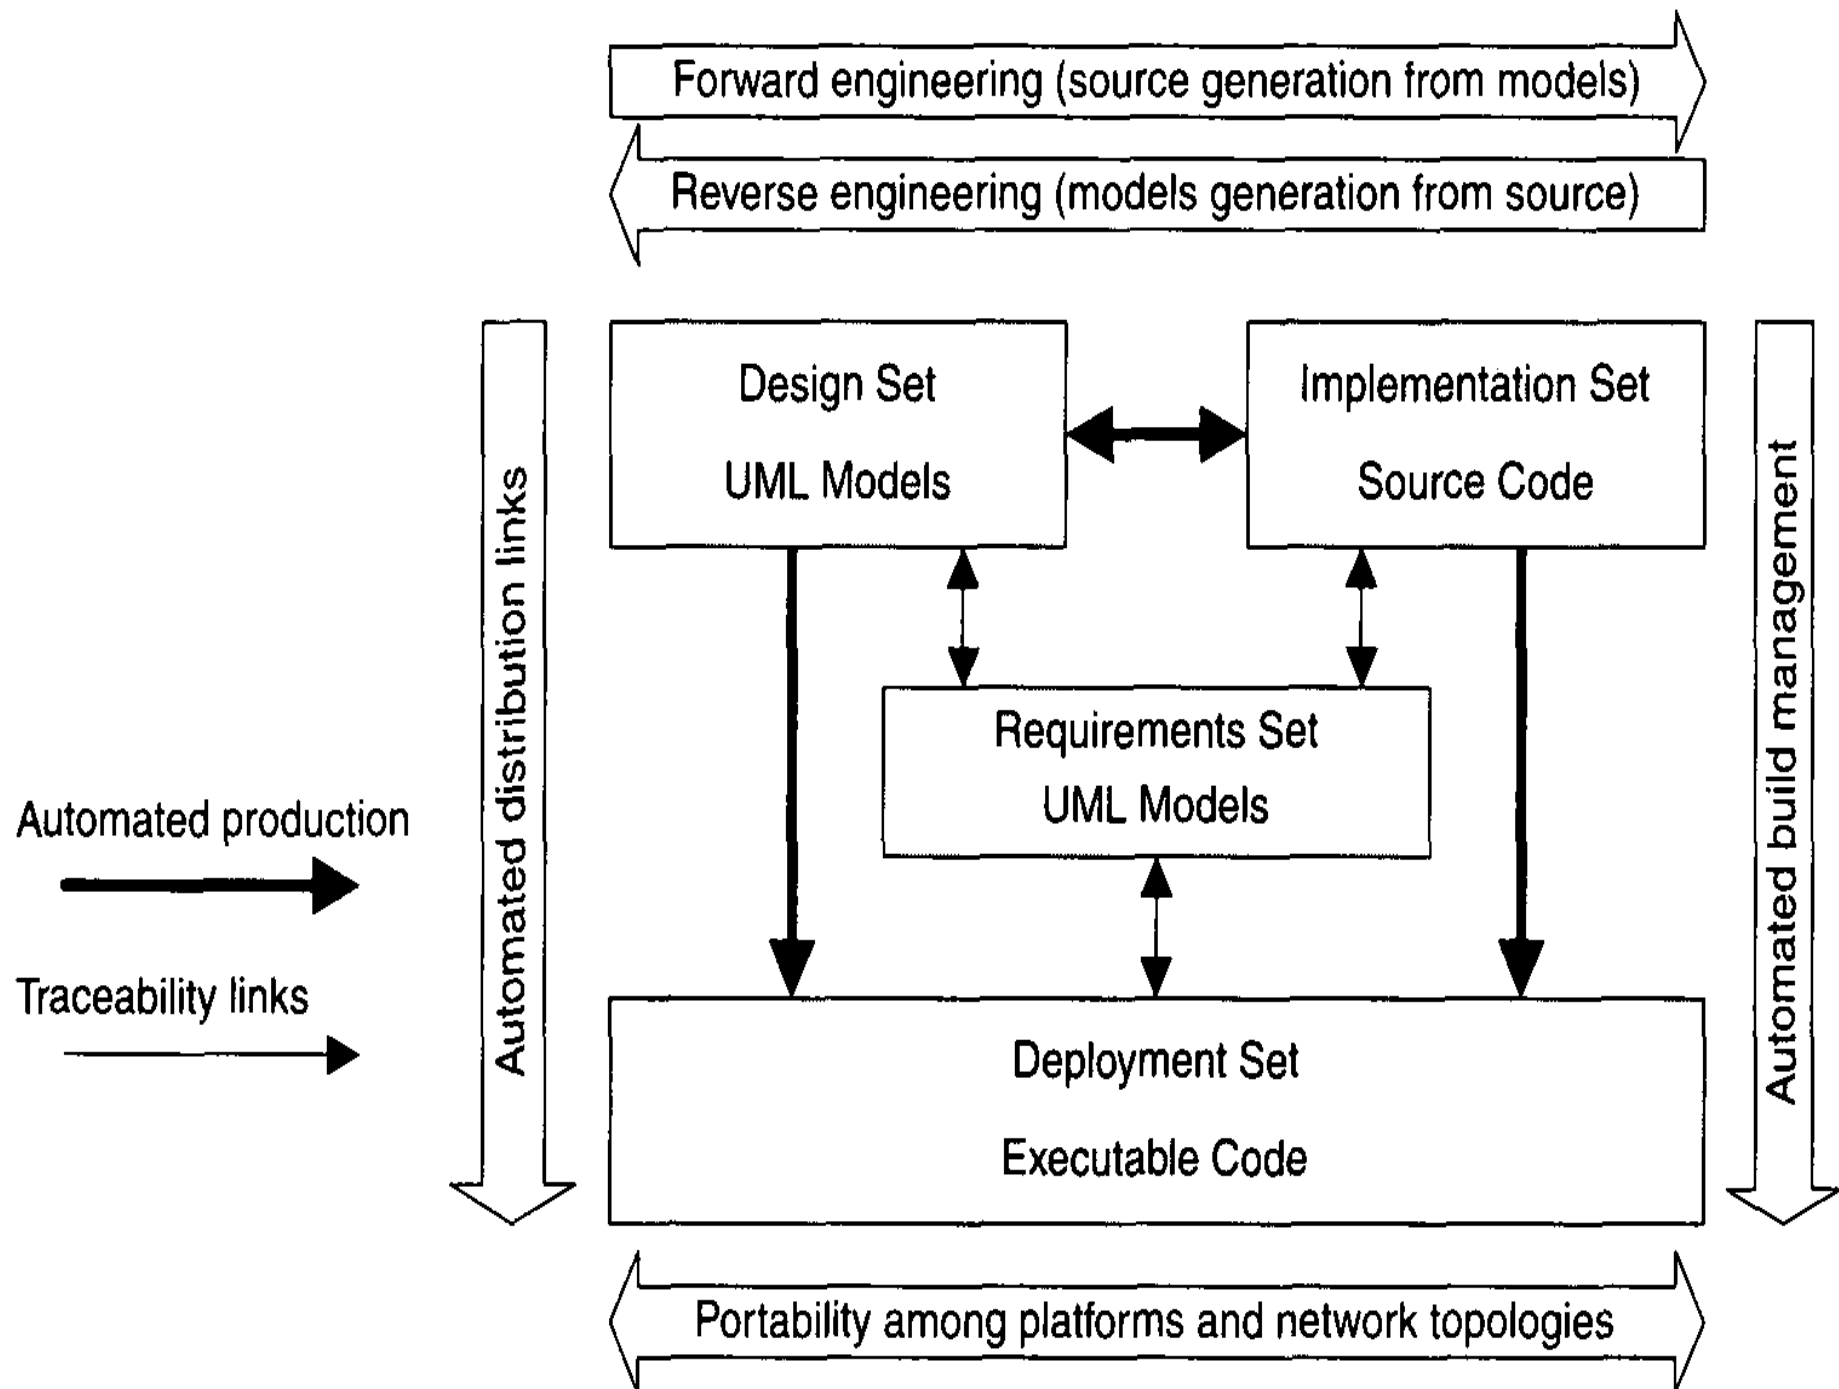 Forward engineering (source generation from models)
Reverse engineering (models generation from source)
Design Set
UML Models
Implementation Set
Source Code
Automated distribution links
Automated build management
Requirements Set
UML Models
Automated production
Traceability links
Deployment Set
Executable Code
Portability among platforms and network topologies